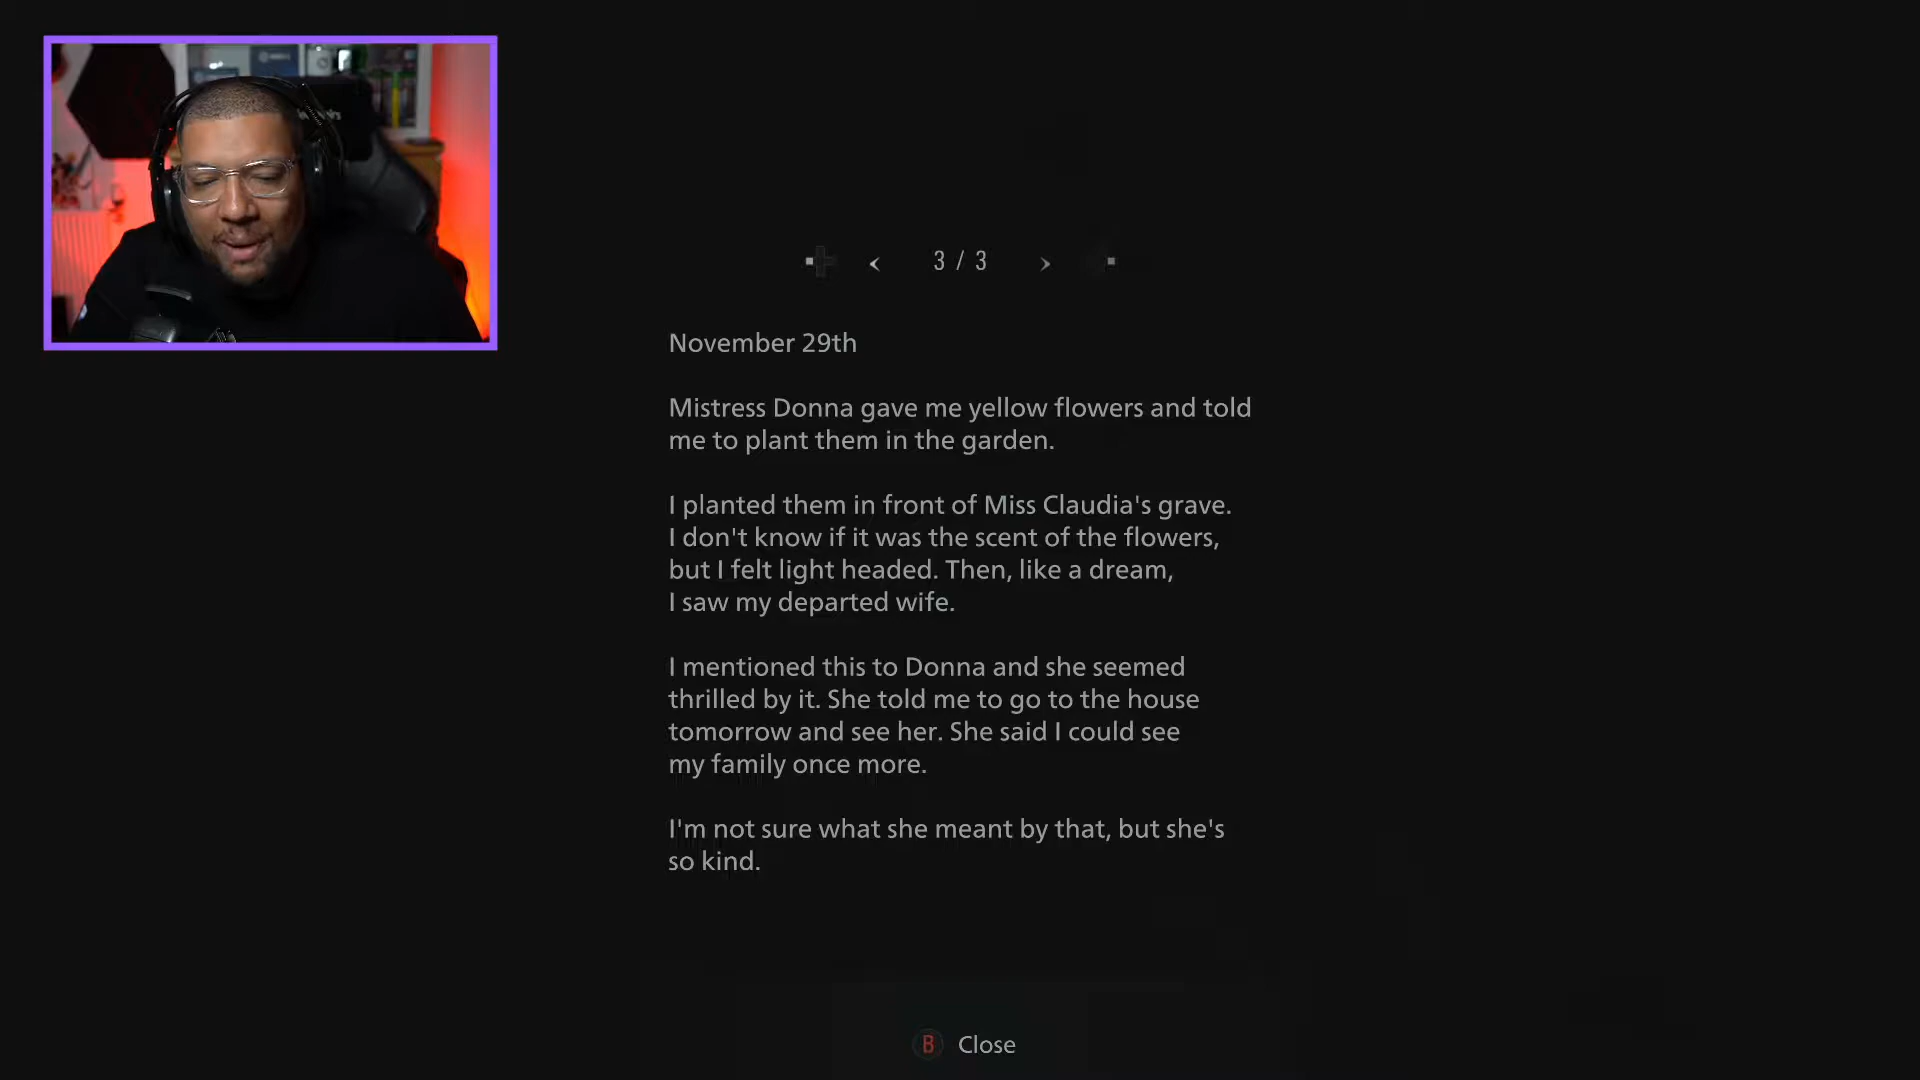 3 / 3
November 29th
Mistress Donna gave me yellow flowers and told
me to plant them in the garden.
I planted them in front of Miss Claudia's grave.
I don't know if it was the scent of the flowers,
but I felt light headed. Then, like a dream,
I saw my departed wife.
I mentioned this to Donna and she seemed
thrilled by it. She told me to go to the house
tomorrow and see her. She said I could see
my family once more.
I'm not sure what she meant by that, but she's
so kind.
B Close